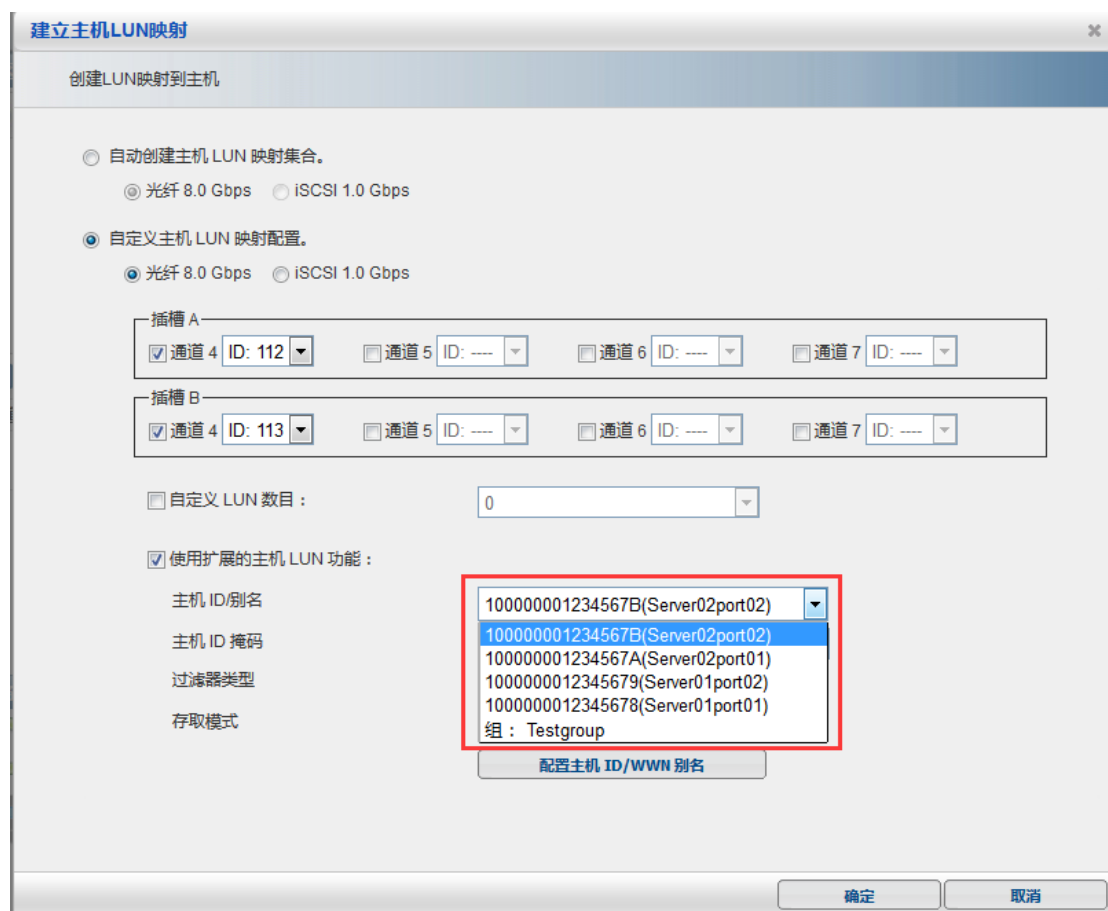 建立主机LUN映射
创建LUN映射到主机
自动创建主机 LUN 映射集合。
光纤 8.0 Gbps iSCSI 1.0 Gbps
自定义主机 LUN 映射配置。
光纤 8.0 Gbps iSCSI 1.0 Gbps
插槽 A
通道 4 ID: 112 通道 5 ID: ---- 通道 6 ID: ---- 通道 7 ID: ----
插槽 B
通道 4 ID: 113 通道 5 ID: ---- 通道 6 ID: ---- 通道 7 ID: ----
自定义 LUN 数目： 0
使用扩展的主机 LUN 功能：
主机 ID/别名 100000001234567B(Server02port02)
100000001234567B(Server02port02)
主机 ID 掩码
100000001234567A(Server02port01)
过滤器类型 1000000012345679(Server01port02)
1000000012345678(Server01port01)
存取模式
组： Testgroup
配置主机 ID/WWN 别名
确定 取消